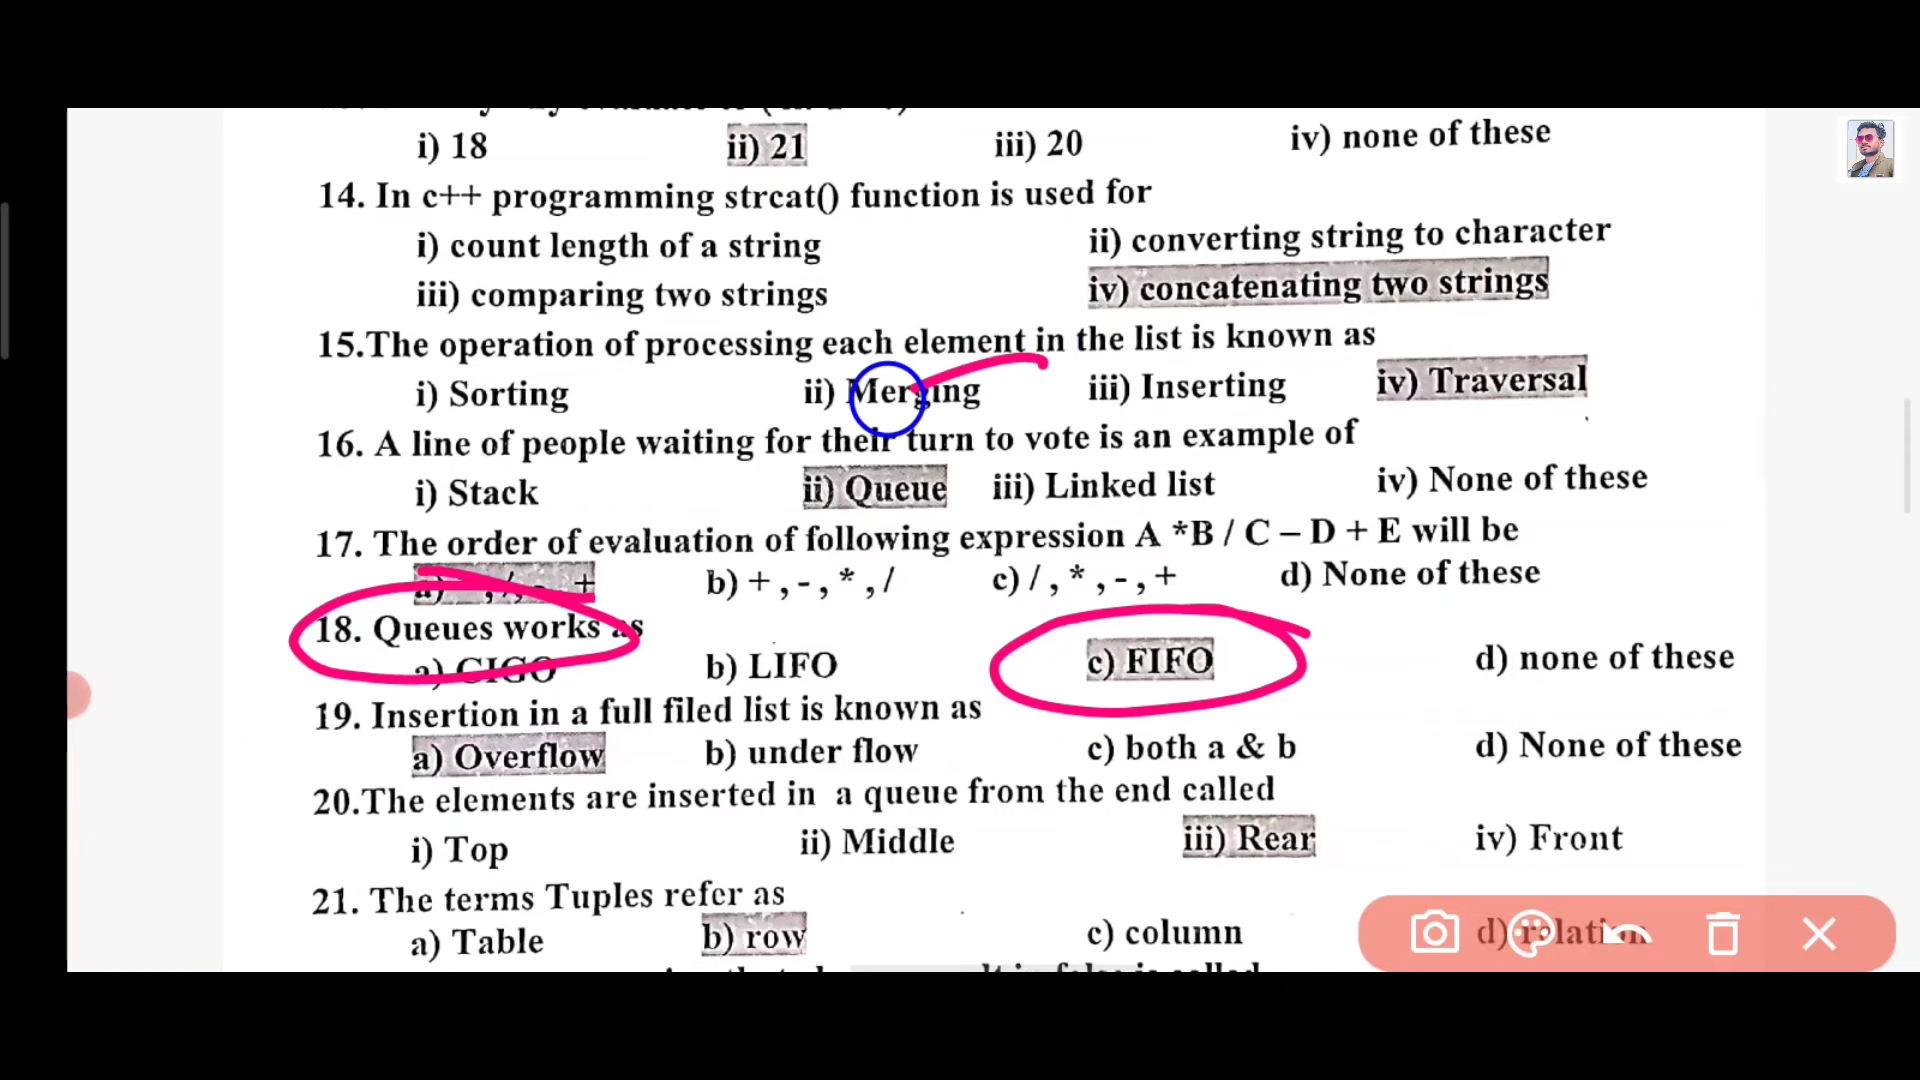 i) 18 ii) 21 iii) 20 iv) none of these
14. In c++ programming strcat() function is used for
i) count length of a string ii) converting string to character
iii) comparing two strings iv) concatenating two strings
15.The operation of processing each element in the list is known as
i) Sorting ii) Merging iii) Inserting iv) Traversal
16. A line of people waiting for their turn to vote is an example of
i) Stack ii) Queue iii) Linked list iv) None of these
17. The order of evaluation of following expression A *B / C – D + E will be
a) , /, - + b) + , - , * , / c) / , * , - , + d) None of these
18. Queues works as
a) GIGO b) LIFO c) FIFO d) none of these
19. Insertion in a full filed list is known as
a) Overflow b) under flow c) both a & b d) None of these
20.The elements are inserted in a queue from the end called
i) Top ii) Middle iii) Rear iv) Front
21. The terms Tuples refer as
a) Table b) row c) column d) relation